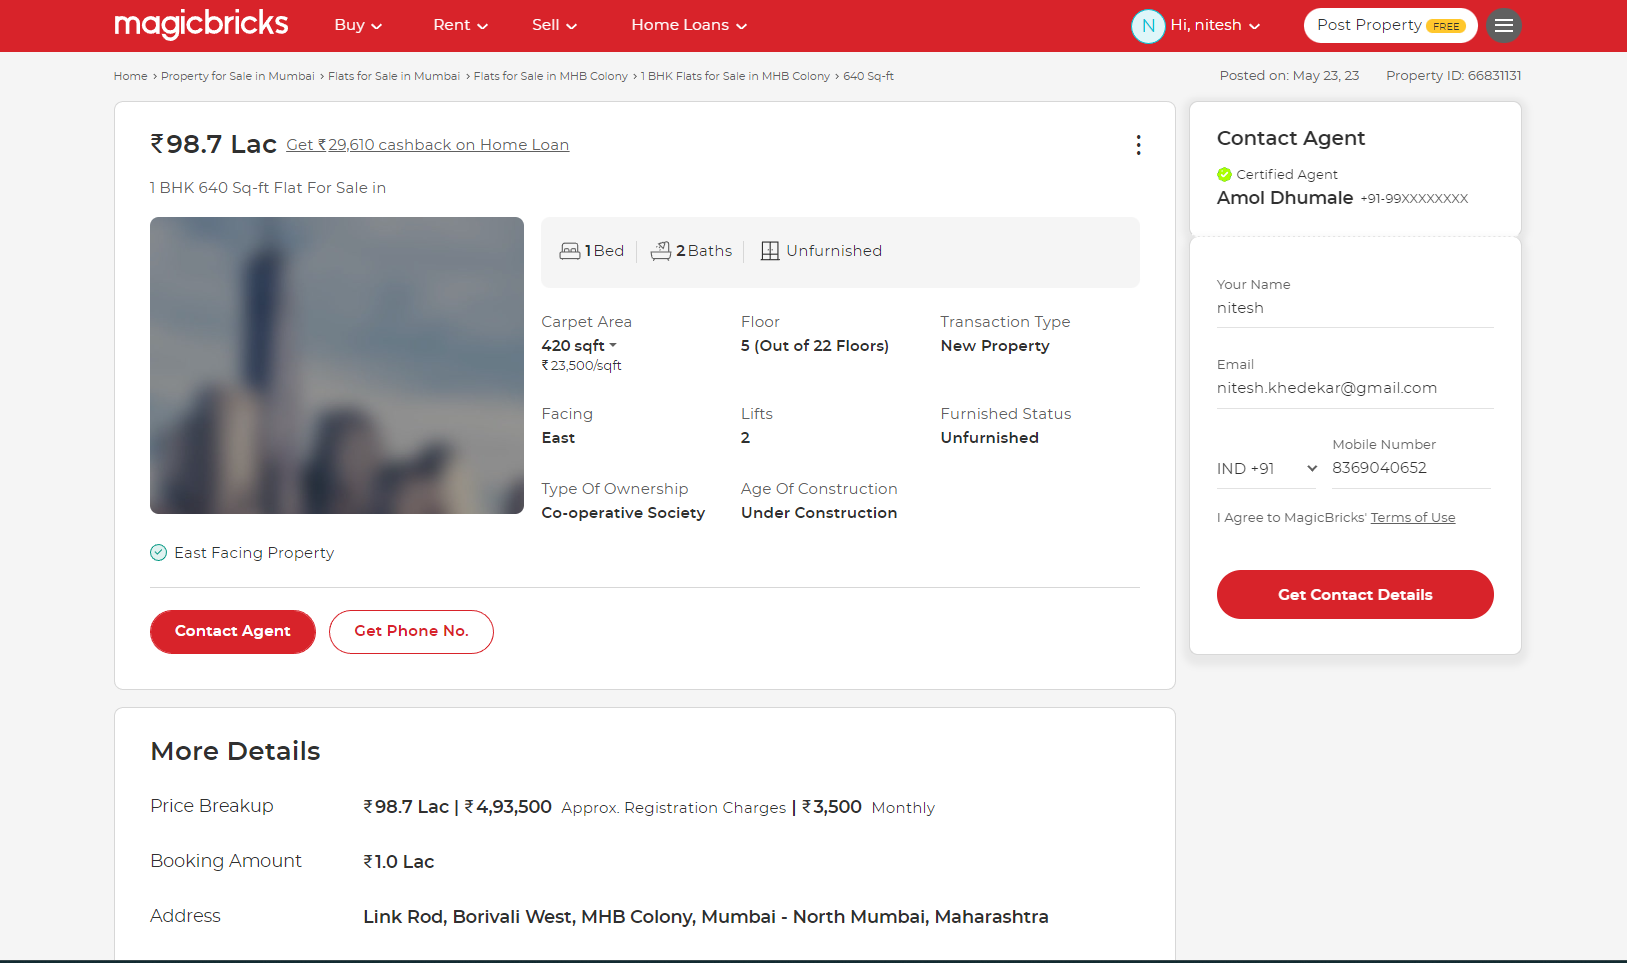 magicbricks
Buy
Rent
Sell
Home Loans
N
Hi, nitesh
Post Property FREE
Home › Property for Sale in Mumbai › Flats for Sale in Mumbai › Flats for Sale in MHB Colony › 1 BHK Flats for Sale in MHB Colony › 640 Sq-ft
Posted on: May 23, 23
Property ID: 66831131
₹98.7 Lac Get ₹29,610 cashback on Home Loan
1 BHK 640 Sq-ft Flat For Sale in
1 Bed
2 Baths
Unfurnished
Carpet Area
420 sqft
₹23,500/sqft
Floor
5 (Out of 22 Floors)
Transaction Type
New Property
Facing
East
Lifts
2
Furnished Status
Unfurnished
Type Of Ownership
Co-operative Society
Age Of Construction
Under Construction
East Facing Property
Contact Agent
Get Phone No.
Contact Agent
Certified Agent
Amol Dhumale +91-99XXXXXXXX
Your Name
nitesh
Email
nitesh.khedekar@gmail.com
IND +91
Mobile Number
8369040652
I Agree to MagicBricks' Terms of Use
Get Contact Details
More Details
Price Breakup
₹98.7 Lac | ₹4,93,500 Approx. Registration Charges | ₹3,500 Monthly
Booking Amount
₹1.0 Lac
Address
Link Rod, Borivali West, MHB Colony, Mumbai - North Mumbai, Maharashtra